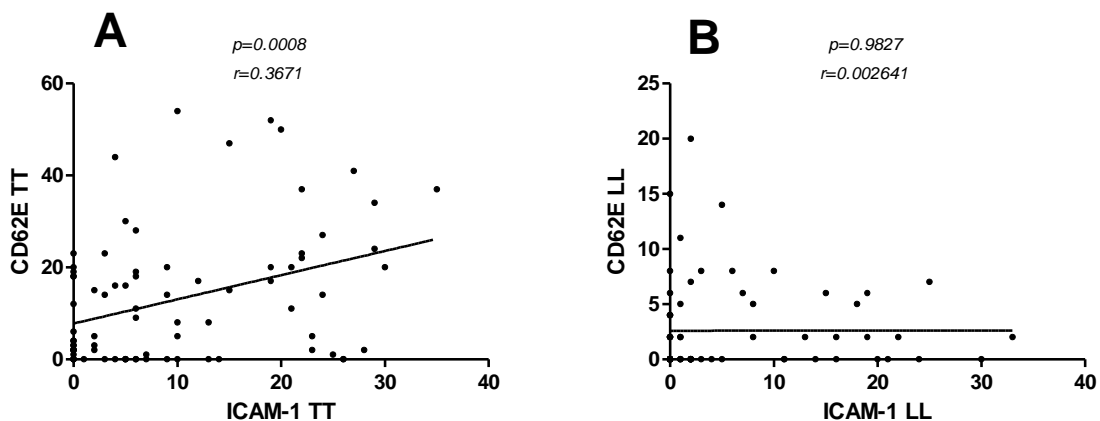 A
p=0.0008
r=0.3671
60
40
20
0
CD62E TT
0 10 20 30 40
ICAM-1 TT
B
p=0.9827
r=0.002641
25
20
15
10
5
0
CD62E LL
0 10 20 30 40
ICAM-1 LL